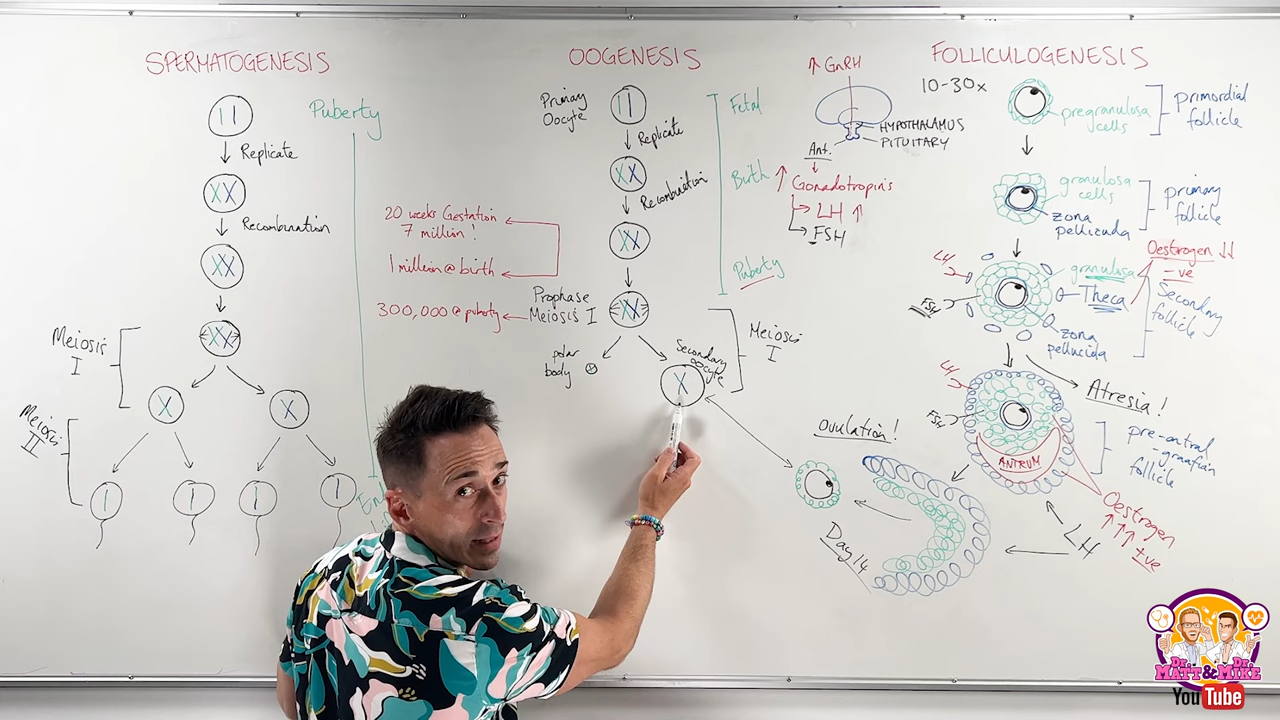 SPERMATOGENESIS
Puberty
Replicate
Recombination
Meiosis
I
Meiosis
II
OOGENESIS
Primary
Oocyte
Replicate
Recombination
Fetal
Birth
Puberty
20 weeks Gestation
7 million!
1 million @ birth
300,000 @ puberty
Prophase
Meiosis I
polar
body
Secondary
oocyte
Meiosis
I
↑ GnRH
HYPOTHALAMUS
PITUITARY
Ant.
↑ Gonadotropins
LH ↑
FSH
FOLLICULOGENESIS
10-30x
pregranulosa
cells
primordial
follicle
granulosa
cells
zona
pellucida
primary
follicle
Oestrogen ↓↓
-ve
LH
FSH
granulosa
Theca
zona
pellucida
Secondary
follicle
Atresia!
LH
FSH
ANTRUM
pre-antral
-graafian
follicle
Oestrogen
↑↑↑
+ve
LH
Ovulation!
Day 14
DR. MATT & DR. MIKE
YouTube